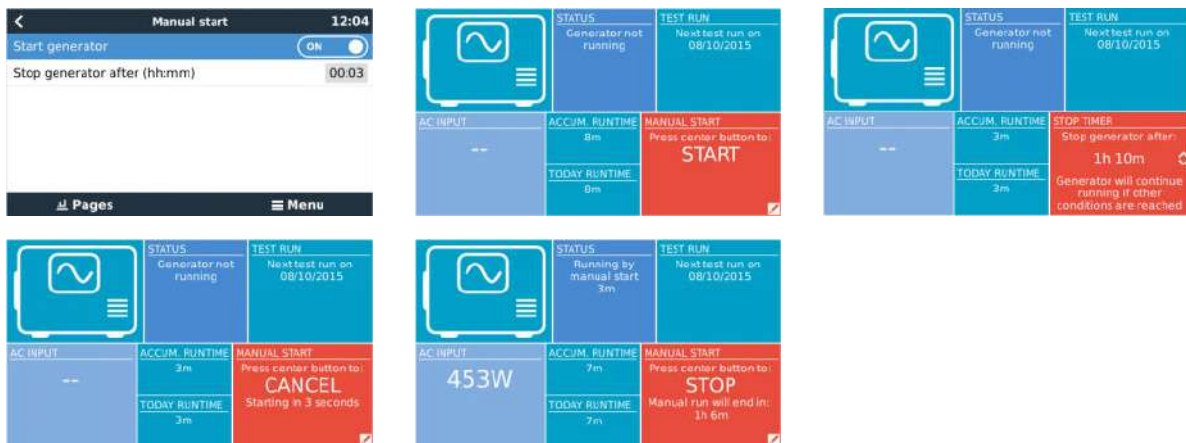 Manual start
12:04
Start generator
ON
Stop generator after (hh:mm)
00:03
Pages
Menu
STATUS
Generator not
running
TEST RUN
Next test run on
08/10/2015
AC INPUT
--
ACCUM. RUNTIME
8m
TODAY RUNTIME
8m
MANUAL START
Press center button to:
START
STATUS
Generator not
running
TEST RUN
Next test run on
08/10/2015
AC INPUT
--
ACCUM. RUNTIME
3m
TODAY RUNTIME
3m
STOP TIMER
Stop generator after:
1h 10m
Generator will continue
running if other
conditions are reached
STATUS
Generator not
running
TEST RUN
Next test run on
08/10/2015
AC INPUT
--
ACCUM. RUNTIME
3m
TODAY RUNTIME
3m
MANUAL START
Press center button to:
CANCEL
Starting in 3 seconds
STATUS
Running by
manual start
3m
TEST RUN
Next test run on
08/10/2015
AC INPUT
453W
ACCUM. RUNTIME
7m
TODAY RUNTIME
7m
MANUAL START
Press center button to:
STOP
Manual run will end in:
1h 6m